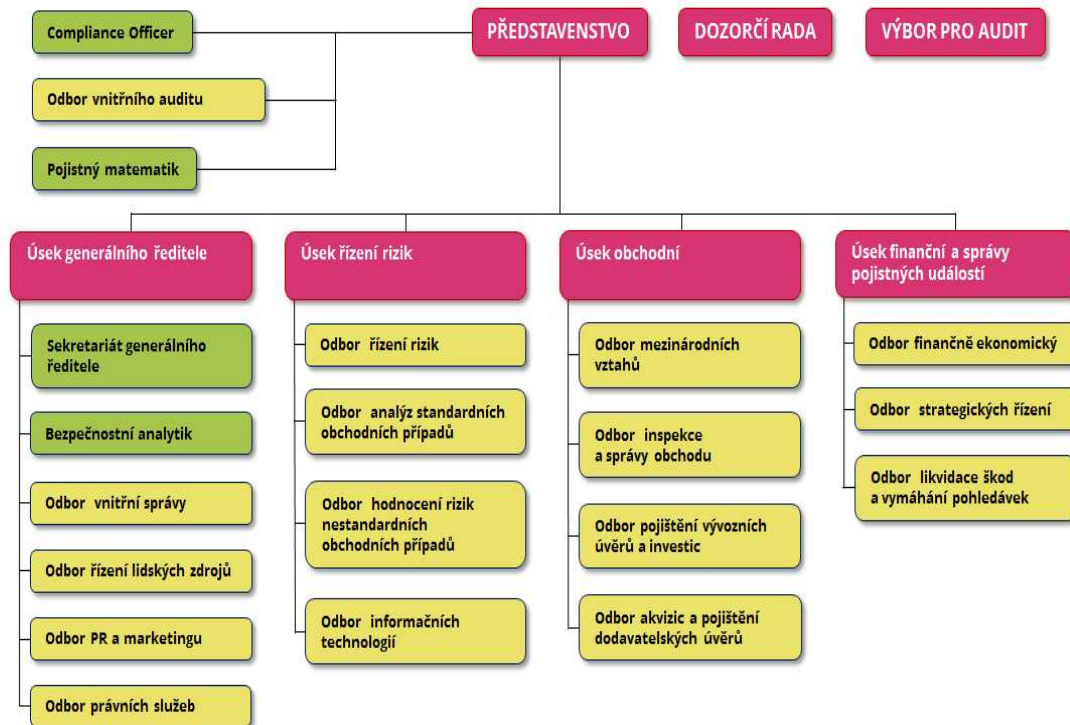 Compliance Officer
PŘEDSTAVENSTVO
DOZORČÍ RADA
VÝBOR PRO AUDIT
Odbor vnitřního auditu
Pojistný matematik
Úsek generálního ředitele
Sekretariát generálního
ředitele
Bezpečnostní analytik
Odbor vnitřní správy
Odbor řízení lidských zdrojů
Odbor PR a marketingu
Odbor právních služeb
Úsek řízení rizik
Odbor řízení rizik
Odbor analýz standardních
obchodních případů
Odbor hodnocení rizik
nestandardních
obchodních případů
Odbor informačních
technologií
Úsek obchodní
Odbor mezinárodních
vztahů
Odbor inspekce
a správy obchodu
Odbor pojištění vývozních
úvěrů a investic
Odbor akvizic a pojištění
dodavatelských úvěrů
Úsek finanční a správy
pojistných událostí
Odbor finančně ekonomický
Odbor strategických řízení
Odbor likvidace škod
a vymáhání pohledávek